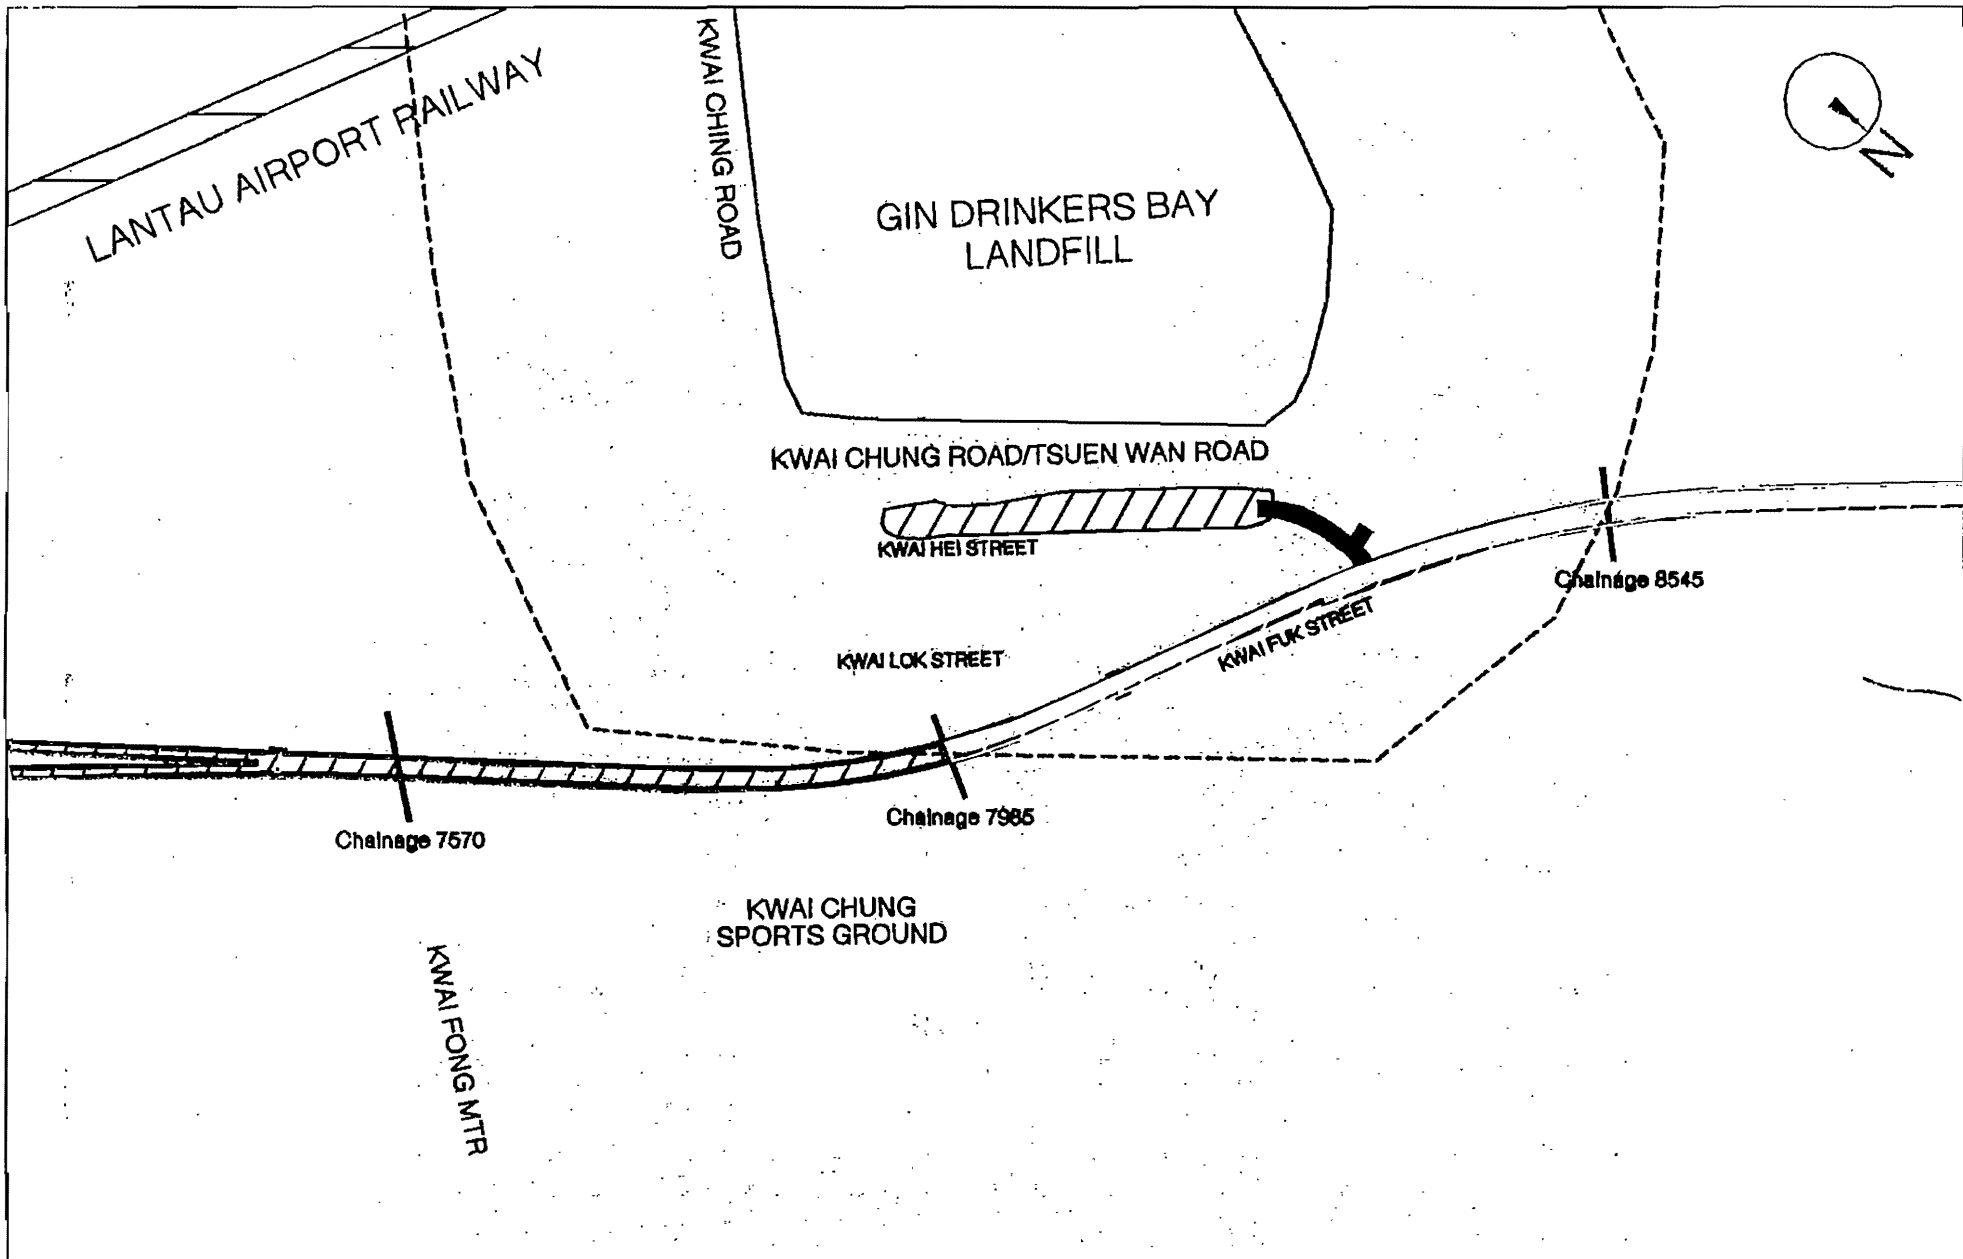 LANTAU AIRPORT RAILWAY
KWAI CHING ROAD
N
GIN DRINKERS BAY
LANDFILL
KWAI CHUNG ROAD/TSUEN WAN ROAD
KWAI HEI STREET
Chainage 8545
KWAI FUK STREET
KWAI LOK STREET
Chainage 7985
Chainage 7570
KWAI CHUNG
SPORTS GROUND
KWAI FONG MTR